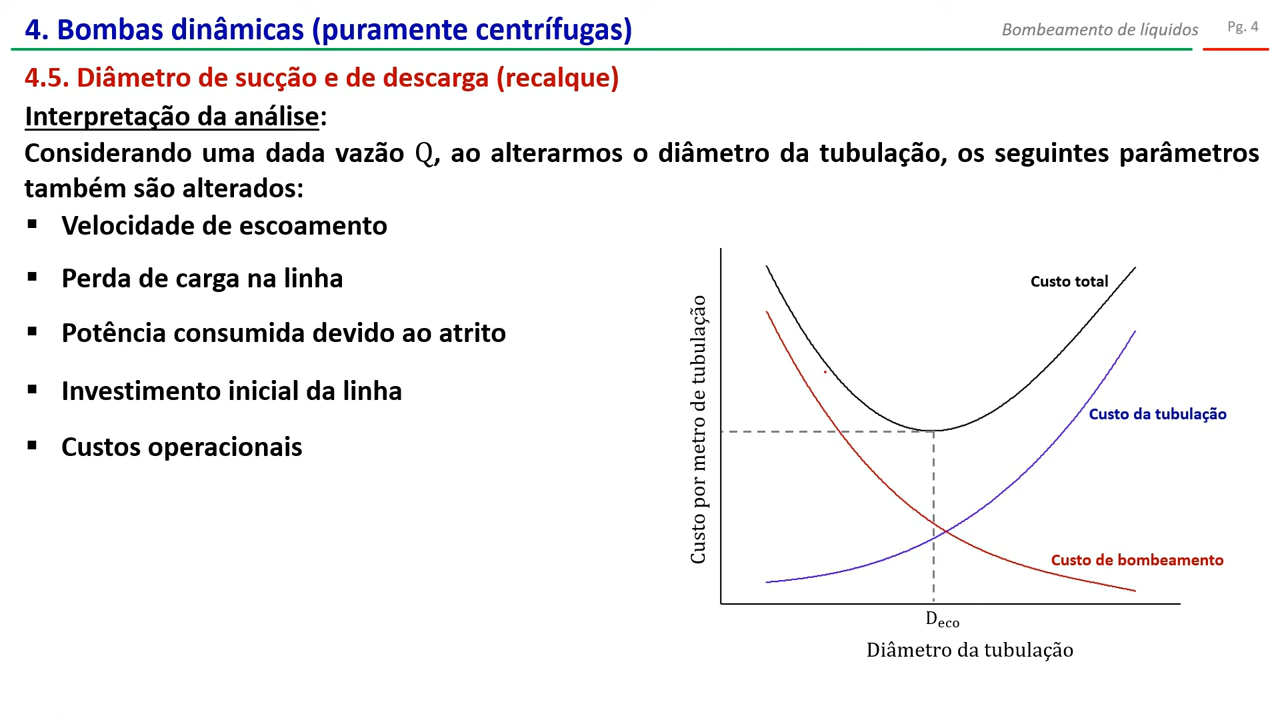 4. Bombas dinâmicas (puramente centrífugas)
Bombeamento de líquidos
Pg. 4
4.5. Diâmetro de sucção e de descarga (recalque)
Interpretação da análise:
Considerando uma dada vazão Q, ao alterarmos o diâmetro da tubulação, os seguintes parâmetros
também são alterados:
▪ Velocidade de escoamento
▪ Perda de carga na linha
▪ Potência consumida devido ao atrito
▪ Investimento inicial da linha
▪ Custos operacionais
Custo por metro de tubulação
Custo total
Custo da tubulação
Custo de bombeamento
Deco
Diâmetro da tubulação